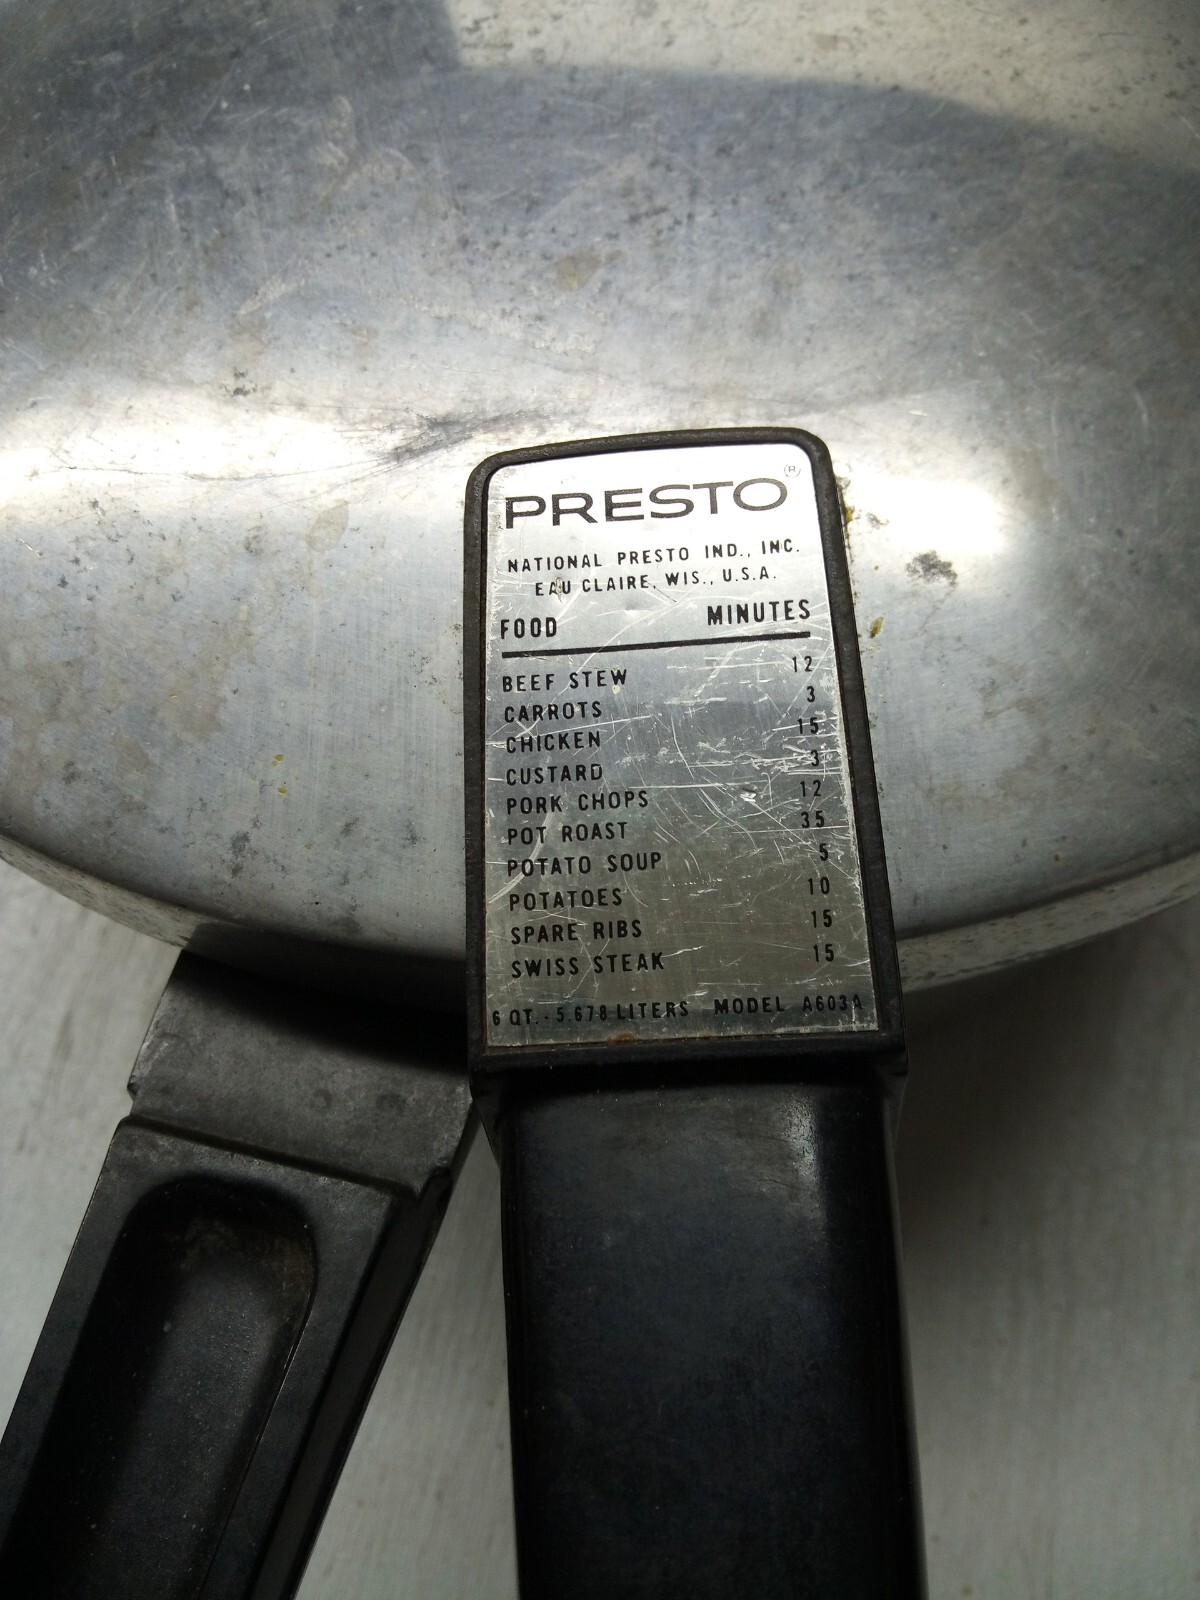 PRESTO®
NATIONAL PRESTO IND., INC.
EAU CLAIRE, WIS., U.S.A.
FOOD MINUTES
BEEF STEW 12
CARROTS 3
CHICKEN 15
CUSTARD 3
PORK CHOPS 12
POT ROAST 35
POTATO SOUP 5
POTATOES 10
SPARE RIBS 15
SWISS STEAK 15
6 QT. - 5.678 LITERS MODEL A603A